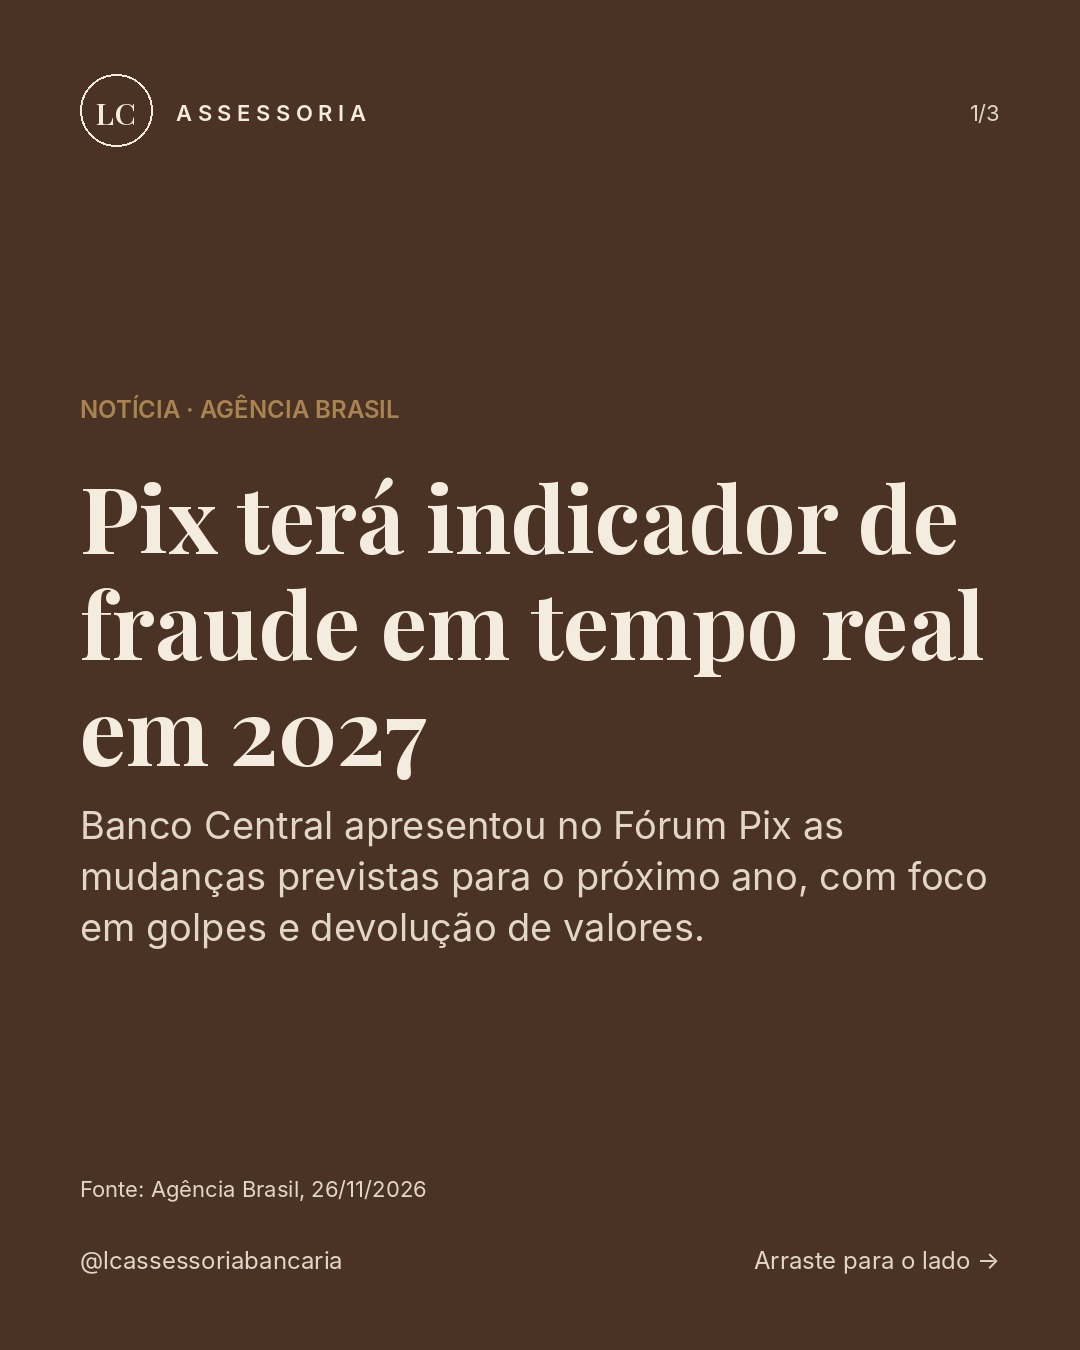 LC ASSESSORIA
1/3
NOTÍCIA · AGÊNCIA BRASIL
Pix terá indicador de
fraude em tempo real
em 2027
Banco Central apresentou no Fórum Pix as
mudanças previstas para o próximo ano, com foco
em golpes e devolução de valores.
Fonte: Agência Brasil, 26/11/2026
@lcassessoriabancaria
Arraste para o lado →